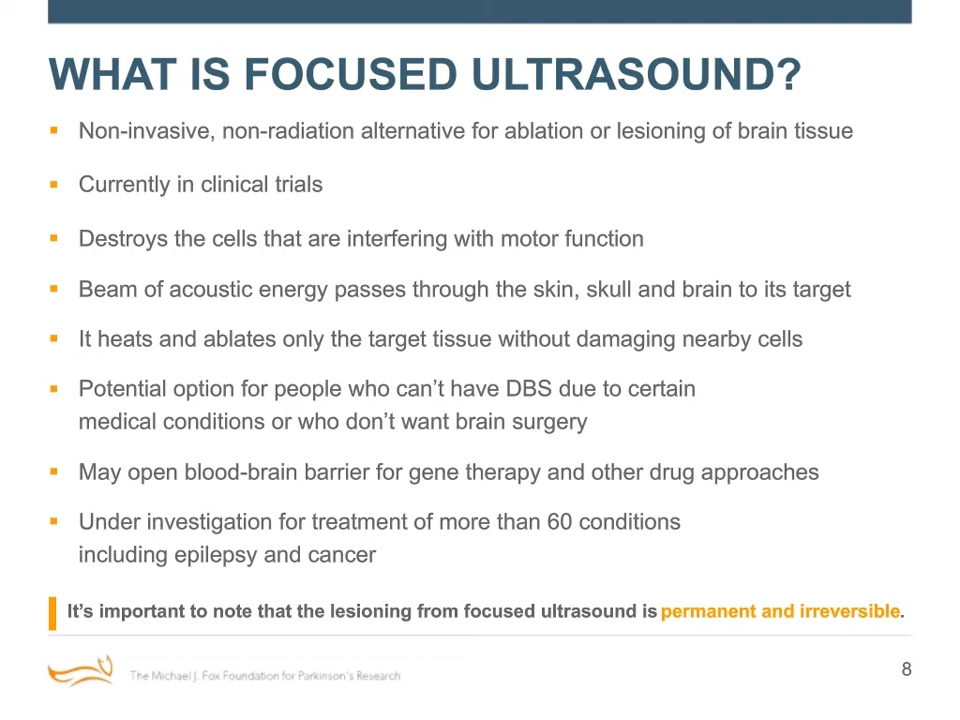 WHAT IS FOCUSED ULTRASOUND?
Non-invasive, non-radiation alternative for ablation or lesioning of brain tissue
Currently in clinical trials
Destroys the cells that are interfering with motor function
Beam of acoustic energy passes through the skin, skull and brain to its target
It heats and ablates only the target tissue without damaging nearby cells
Potential option for people who can’t have DBS due to certain
medical conditions or who don’t want brain surgery
May open blood-brain barrier for gene therapy and other drug approaches
Under investigation for treatment of more than 60 conditions
including epilepsy and cancer
It’s important to note that the lesioning from focused ultrasound is permanent and irreversible.
The Michael J. Fox Foundation for Parkinson’s Research
8